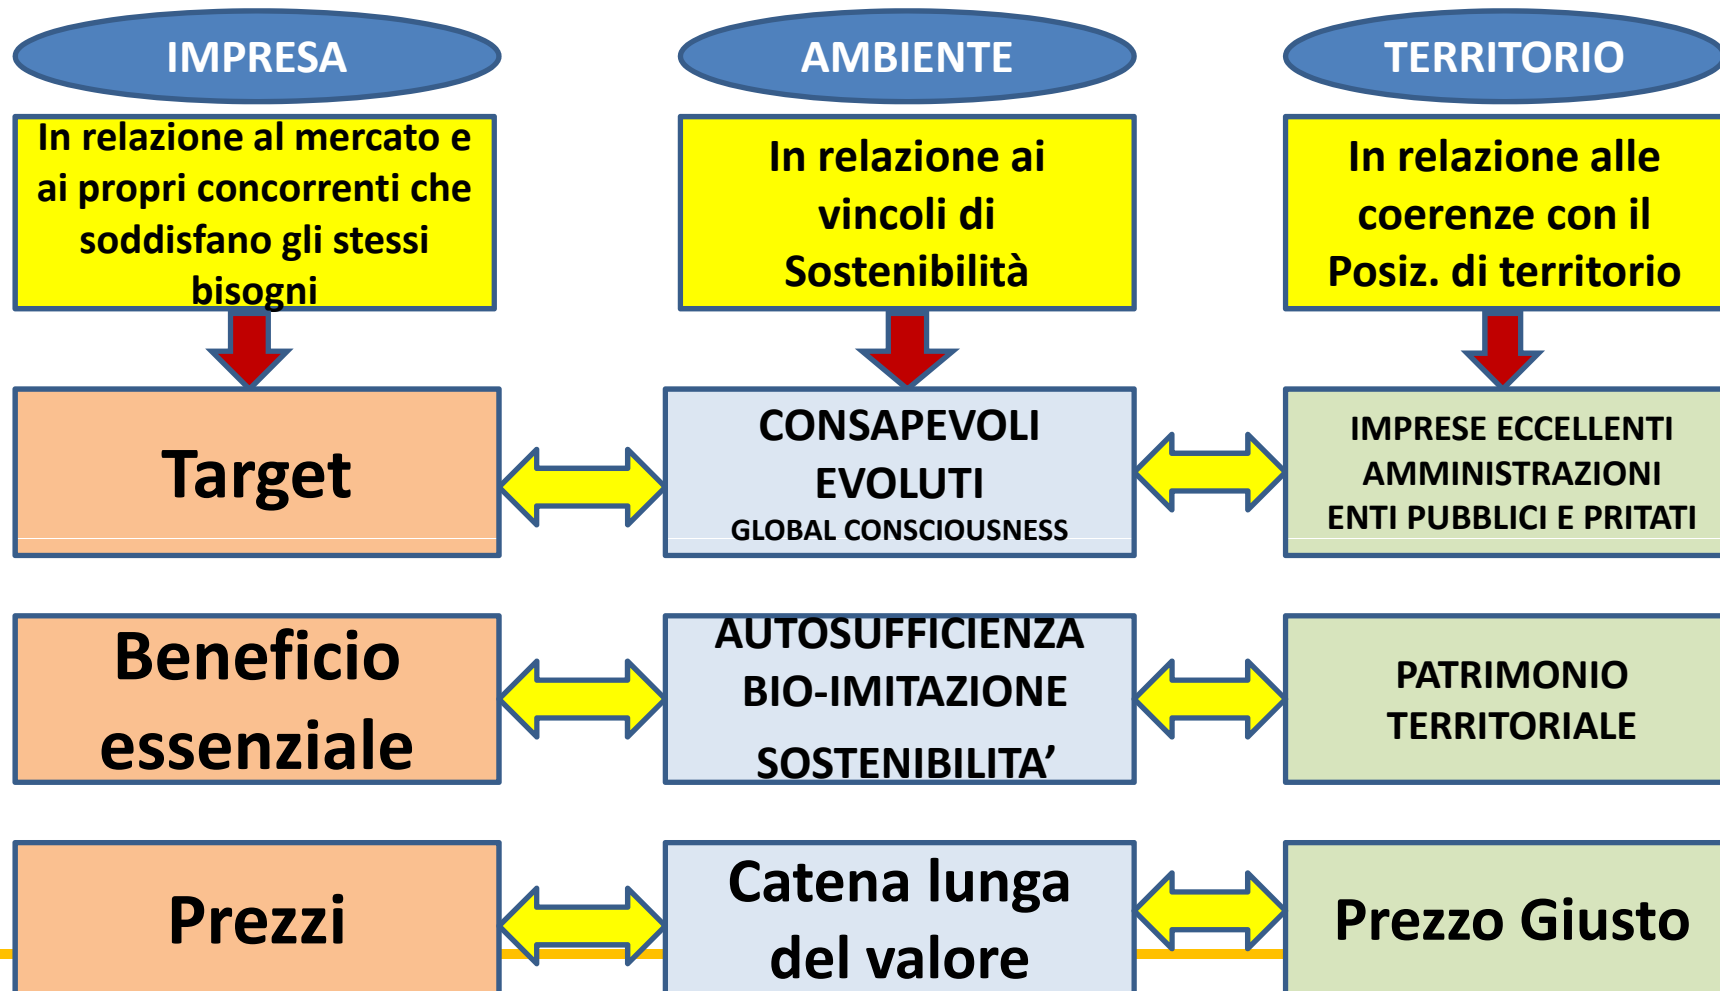 IMPRESA
AMBIENTE
TERRITORIO
In relazione al mercato e
ai propri concorrenti che
soddisfano gli stessi
bisogni
In relazione ai
vincoli di
Sostenibilità
In relazione alle
coerenze con il
Posiz. di territorio
Target
CONSAPEVOLI
EVOLUTI
GLOBAL CONSCIOUSNESS
IMPRESE ECCELLENTI
AMMINISTRAZIONI
ENTI PUBBLICI E PRITATI
Beneficio
essenziale
AUTOSUFFICIENZA
BIO-IMITAZIONE
SOSTENIBILITA’
PATRIMONIO
TERRITORIALE
Prezzi
Catena lunga
del valore
Prezzo Giusto